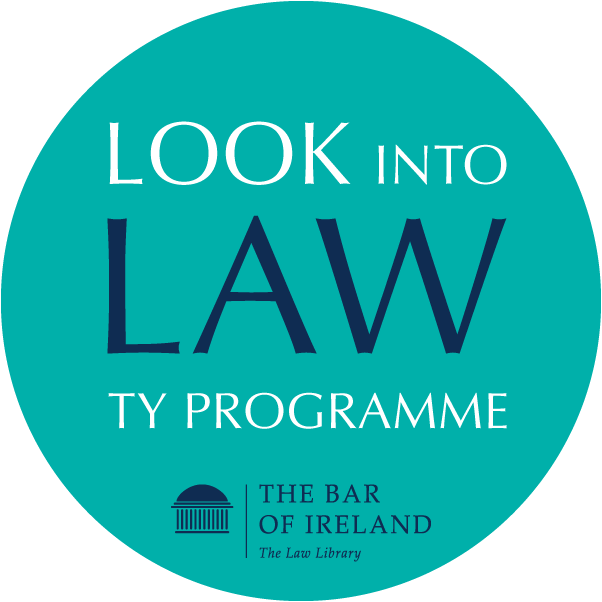 LOOK INTO
LAW
TY PROGRAMME
THE BAR
OF IRELAND
The Law Library